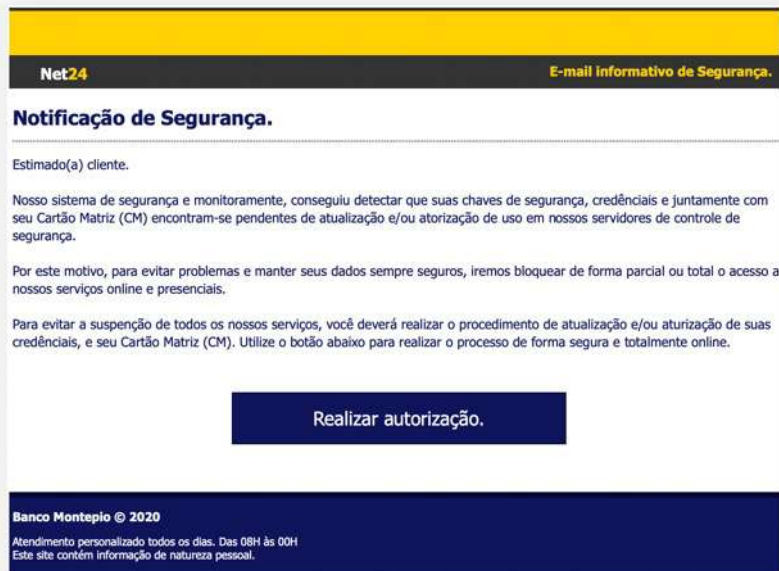 Net24
E-mail informativo de Segurança.
Notificação de Segurança.
Estimado(a) cliente.
Nosso sistema de segurança e monitoramente, conseguiu detectar que suas chaves de segurança, credênciais e juntamente com
seu Cartão Matriz (CM) encontram-se pendentes de atualização e/ou atorização de uso em nossos servidores de controle de
segurança.
Por este motivo, para evitar problemas e manter seus dados sempre seguros, iremos bloquear de forma parcial ou total o acesso a
nossos serviços online e presenciais.
Para evitar a suspenção de todos os nossos serviços, você deverá realizar o procedimento de atualização e/ou aturização de suas
credênciais, e seu Cartão Matriz (CM). Utilize o botão abaixo para realizar o processo de forma segura e totalmente online.
Realizar autorização.
Banco Montepio © 2020
Atendimento personalizado todos os dias. Das 08H às 00H
Este site contém informação de natureza pessoal.